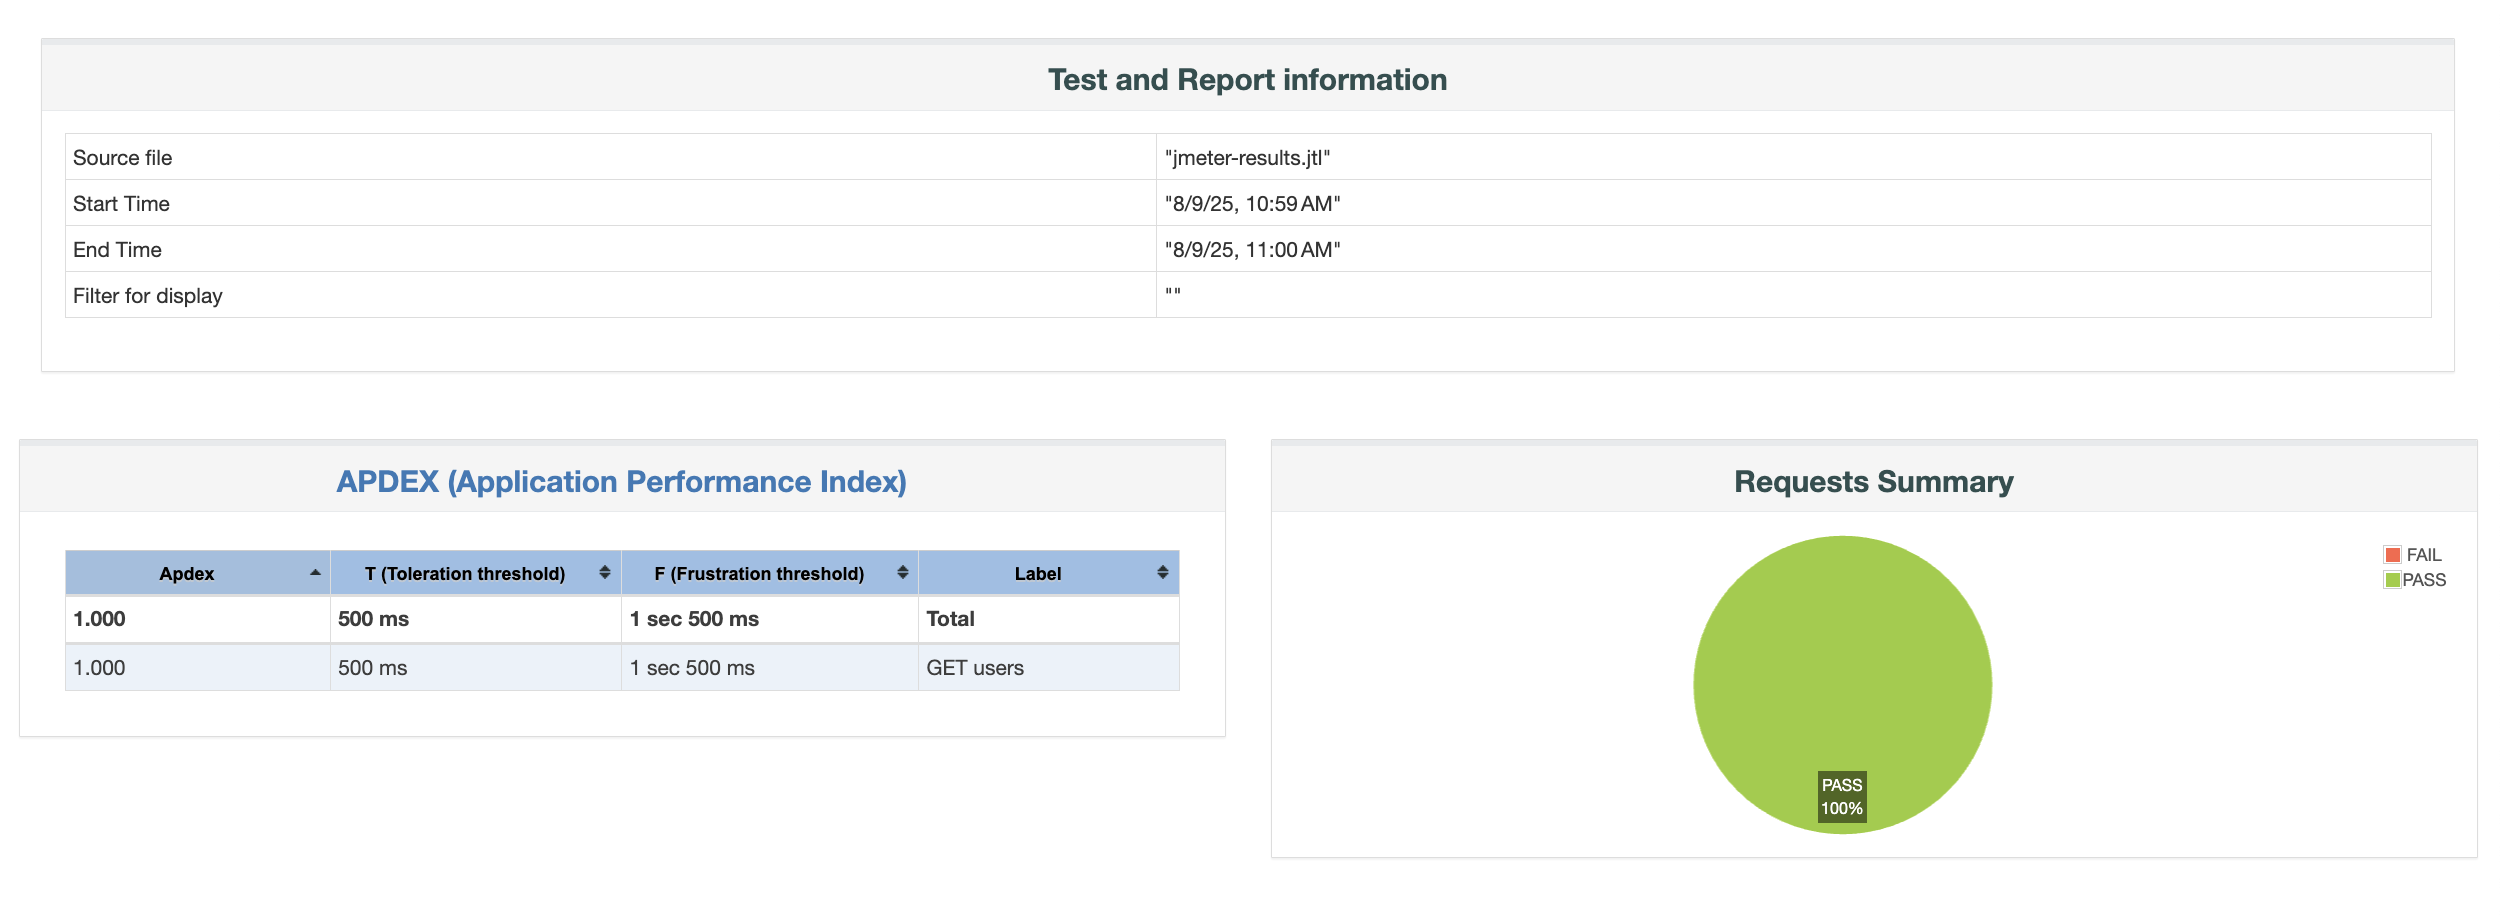 Test and Report information
Source file "jmeter-results.jtl"
Start Time "8/9/25, 10:59 AM"
End Time "8/9/25, 11:00 AM"
Filter for display ""
APDEX (Application Performance Index)
Apdex T (Toleration threshold) F (Frustration threshold) Label
1.000 500 ms 1 sec 500 ms Total
1.000 500 ms 1 sec 500 ms GET users
Requests Summary
FAIL
PASS
PASS
100%